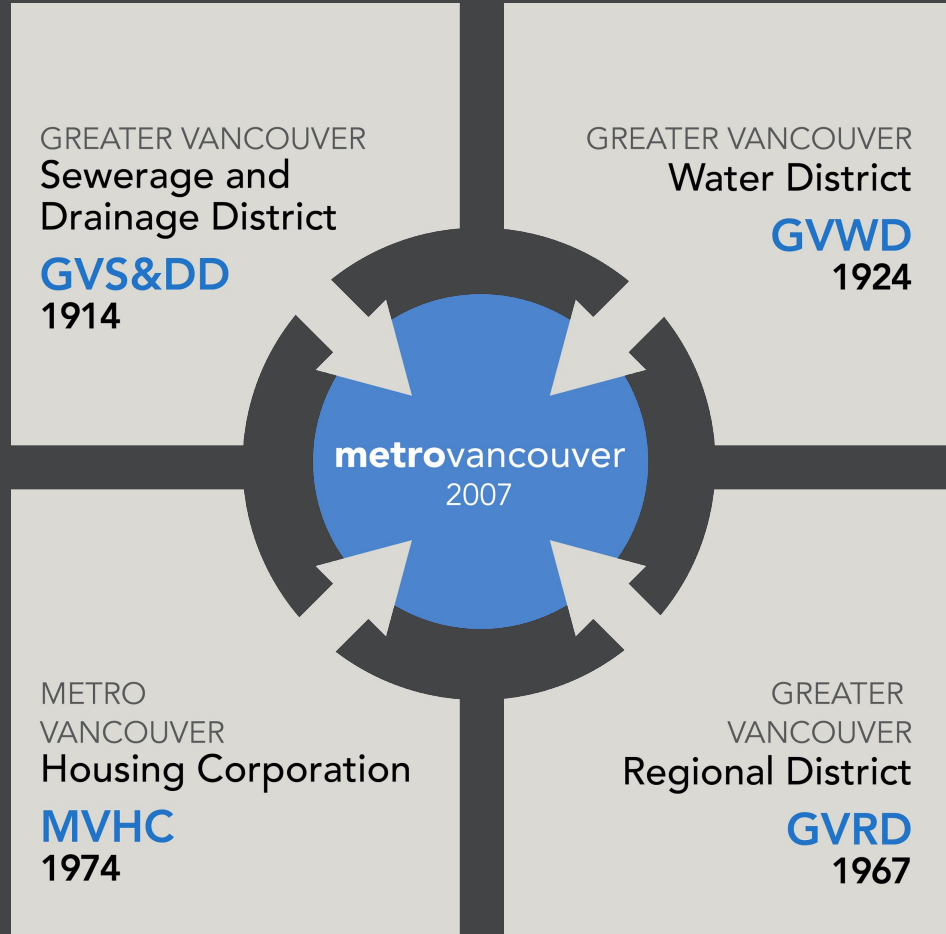 GREATER VANCOUVER
Sewerage and
Drainage District
GVS&DD
1914
GREATER VANCOUVER
Water District
GVWD
1924
metrovancouver
2007
METRO
VANCOUVER
Housing Corporation
MVHC
1974
GREATER
VANCOUVER
Regional District
GVRD
1967